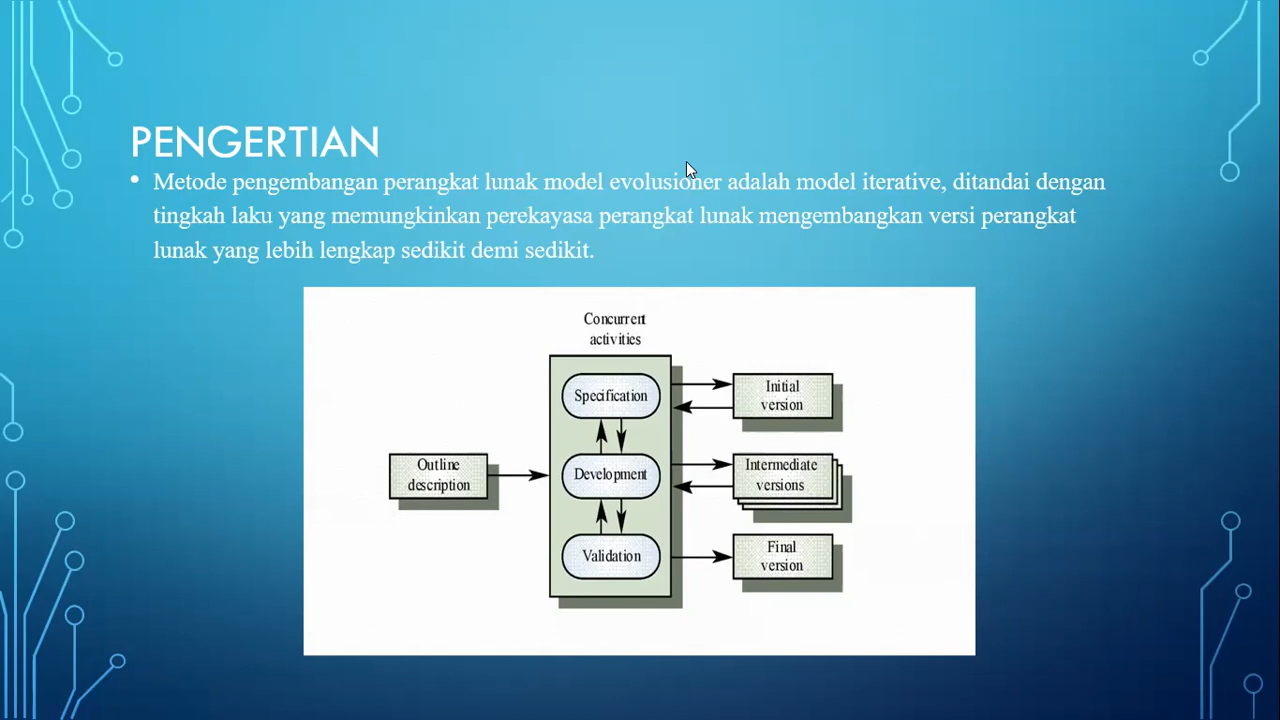 PENGERTIAN
• Metode pengembangan perangkat lunak model evolusioner adalah model iterative, ditandai dengan
tingkah laku yang memungkinkan perekayasa perangkat lunak mengembangkan versi perangkat
lunak yang lebih lengkap sedikit demi sedikit.
Concurrent
activities
Outline
description
Specification
Development
Validation
Initial
version
Intermediate
versions
Final
version